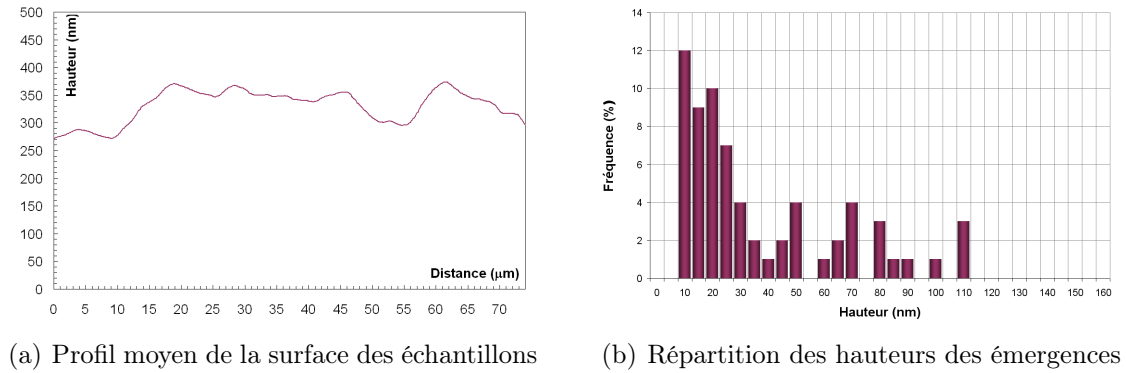 500
450
400
350
300
250
200
150
100
50
0
Hauteur (nm)
Distance (µm)
0 5 10 15 20 25 30 35 40 45 50 55 60 65 70
(a) Profil moyen de la surface des échantillons
14
12
10
8
6
4
2
0
Fréquence (%)
0 10 20 30 40 50 60 70 80 90 100 110 120 130 140 150 160
Hauteur (nm)
(b) Répartition des hauteurs des émergences